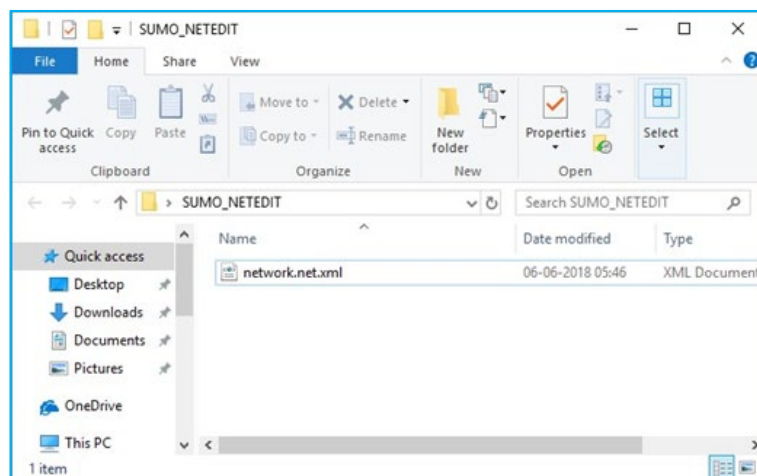 SUMO_NETEDIT
File Home Share View
Pin to Quick access
Copy
Paste
Clipboard
Move to
Copy to
Delete
Rename
Organize
New folder
New
Properties
Open
Select
SUMO_NETEDIT
Search SUMO_NETEDIT
Name Date modified Type
Quick access
Desktop
Downloads
Documents
Pictures
OneDrive
This PC
network.net.xml 06-06-2018 05:46 XML Document
1 item